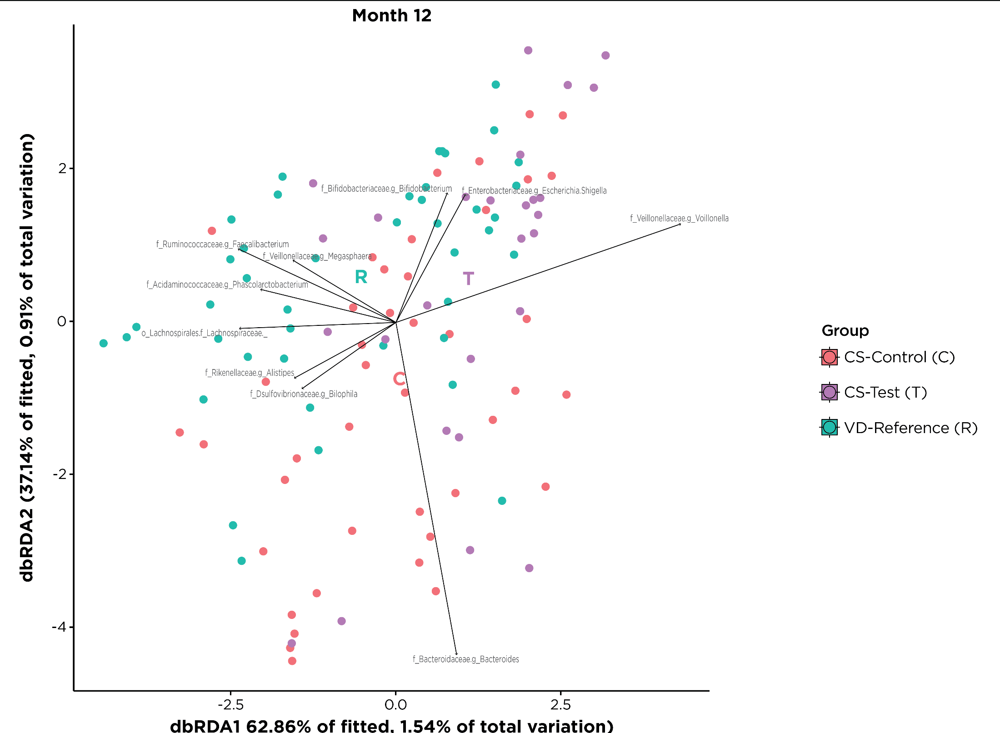 Month 12
dbRDA2 (37.14% of fitted, 0.91% of total variation)
2
0
-2
-4
f_Bifidobacteriaceae.g_Bifidobacterium
f_Enterobacteriaceae.g_Escherichia.Shigella
f_Veillonellaceae.g_Voillonella
f_Ruminococcaceae.g_Faecalibacterium
f_Veillonellaceae.g_Megasphaera
R
T
f_Acidaminococcaceae.g_Phascolarctobacterium
o_Lachnospirales.f_Lachnospiraceae._
f_Rikenellaceae.g_Alistipes
C
f_Dsulfovibrionaceae.g_Bilophila
f_Bacteroidaceae.g_Bacteroides
-2.5
0.0
2.5
dbRDA1 62.86% of fitted, 1.54% of total variation)
Group
CS-Control (C)
CS-Test (T)
VD-Reference (R)